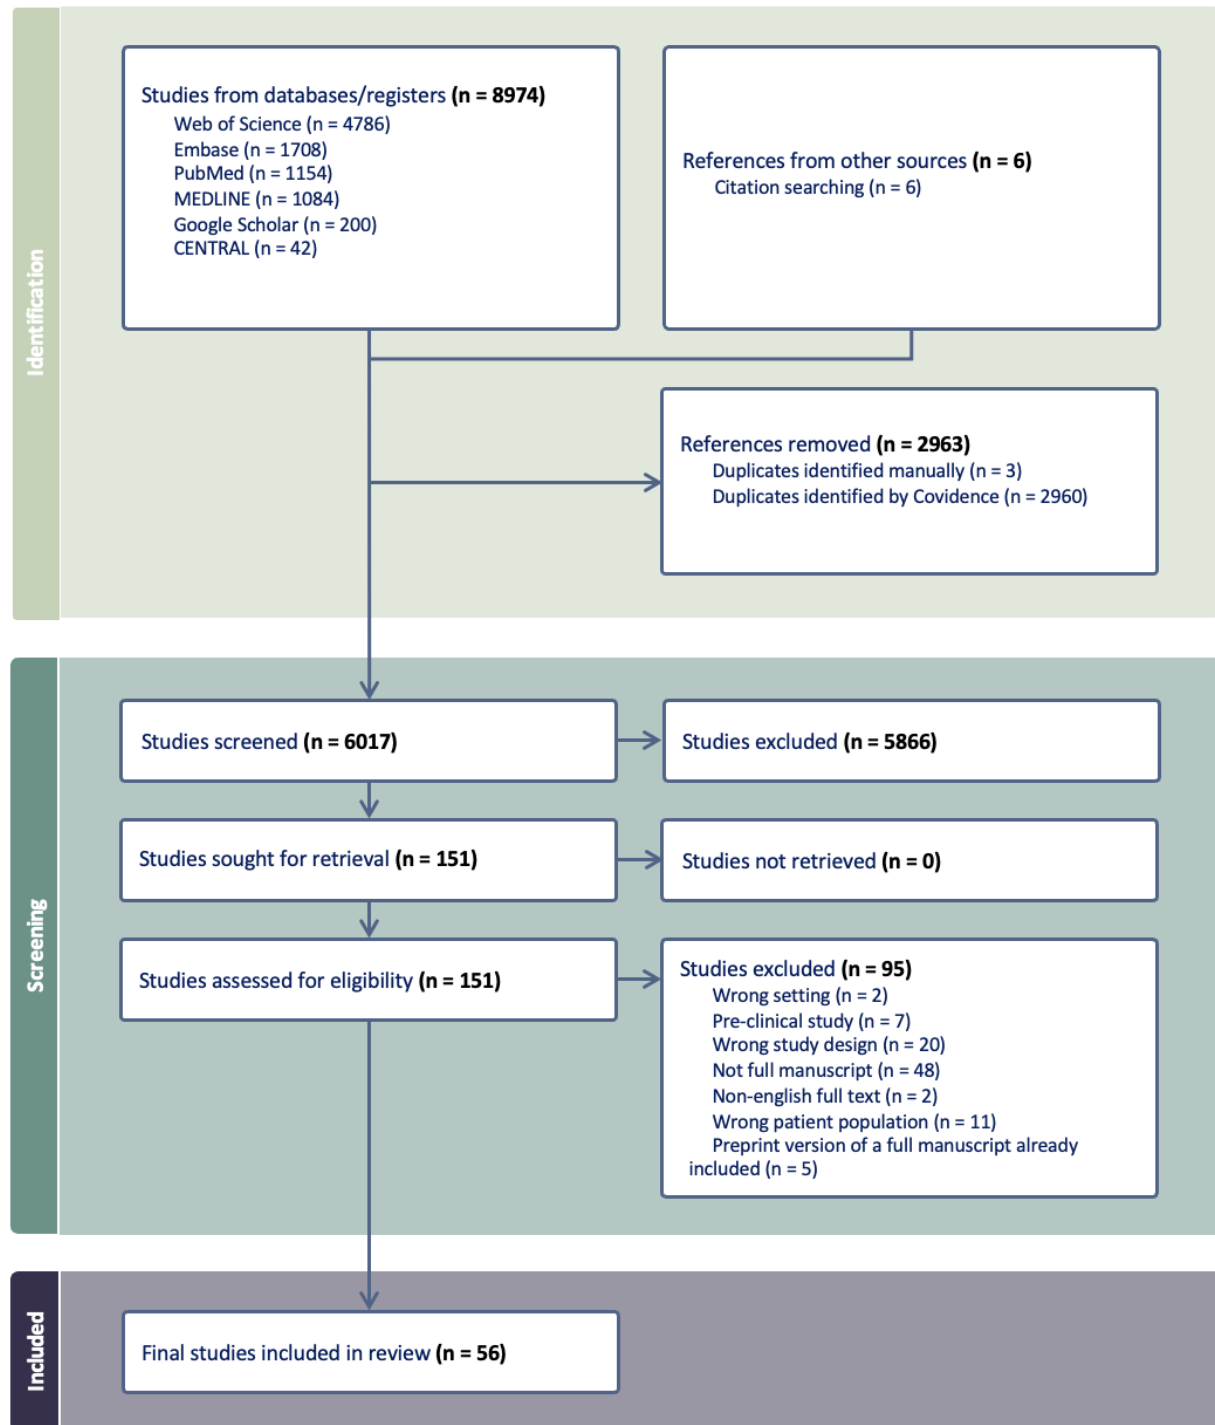 Identification
Studies from databases/registers (n = 8974)
Web of Science (n = 4786)
Embase (n = 1708)
PubMed (n = 1154)
MEDLINE (n = 1084)
Google Scholar (n = 200)
CENTRAL (n = 42)
References from other sources (n = 6)
Citation searching (n = 6)
References removed (n = 2963)
Duplicates identified manually (n = 3)
Duplicates identified by Covidence (n = 2960)
Screening
Studies screened (n = 6017)
Studies excluded (n = 5866)
Studies sought for retrieval (n = 151)
Studies not retrieved (n = 0)
Studies assessed for eligibility (n = 151)
Studies excluded (n = 95)
Wrong setting (n = 2)
Pre-clinical study (n = 7)
Wrong study design (n = 20)
Not full manuscript (n = 48)
Non-english full text (n = 2)
Wrong patient population (n = 11)
Preprint version of a full manuscript already
included (n = 5)
Included
Final studies included in review (n = 56)